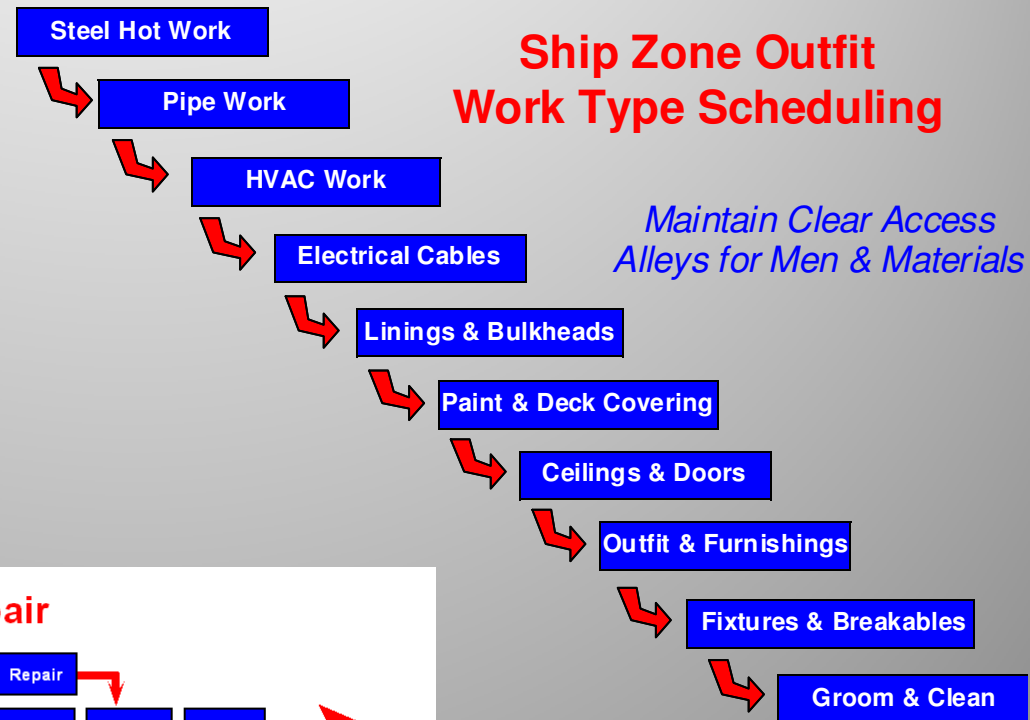 Steel Hot Work
Ship Zone Outfit
Work Type Scheduling
Pipe Work
HVAC Work
Maintain Clear Access
Alleys for Men & Materials
Electrical Cables
Linings & Bulkheads
Paint & Deck Covering
Ceilings & Doors
Outfit & Furnishings
Fixtures & Breakables
Groom & Clean
air
Repair